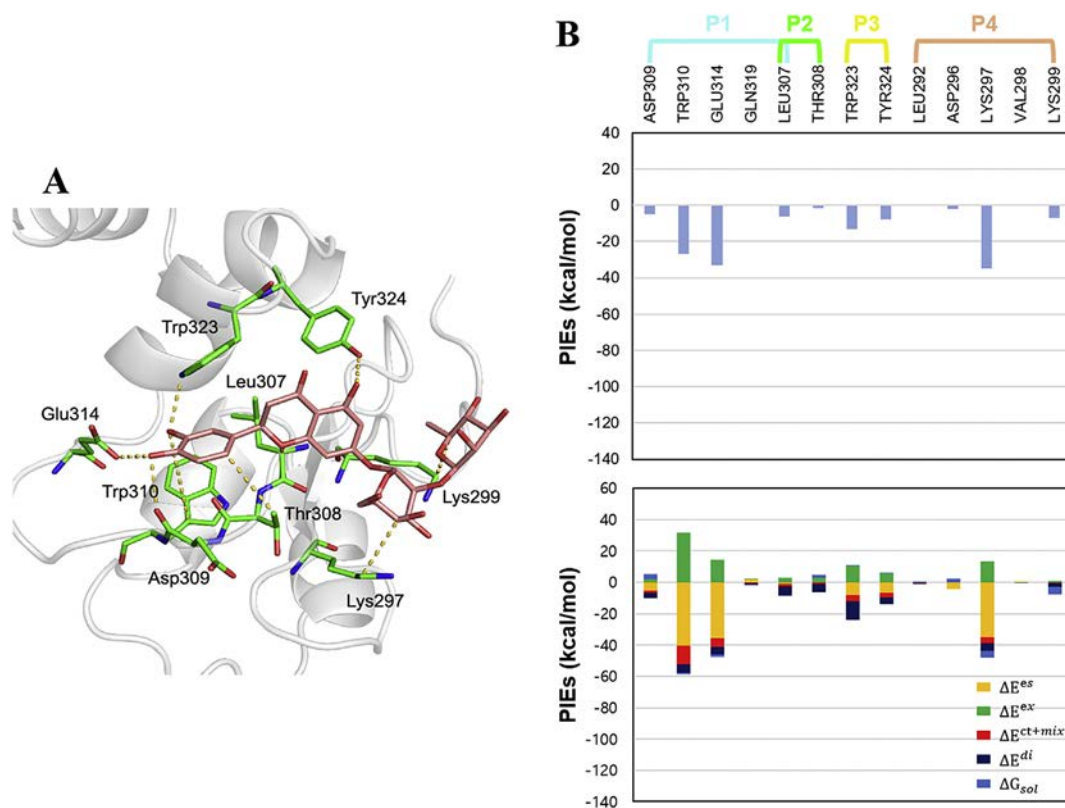 A
Trp323
Tyr324
Leu307
Glu314
Trp310
Thr308
Lys299
Asp309
Lys297
B
P1 P2 P3 P4
ASP309 TRP310 GLU314 GLN319 LEU307 THR308 TRP323 TYR324 LEU292 ASP296 LYS297 VAL298 LYS299
PIEs (kcal/mol)
40
20
0
-20
-40
-60
-80
-100
-120
-140
PIEs (kcal/mol)
60
40
20
0
-20
-40
-60
-80
-100
-120
-140
ΔE^es
ΔE^ex
ΔE^ct+mix
ΔE^di
ΔG_sol